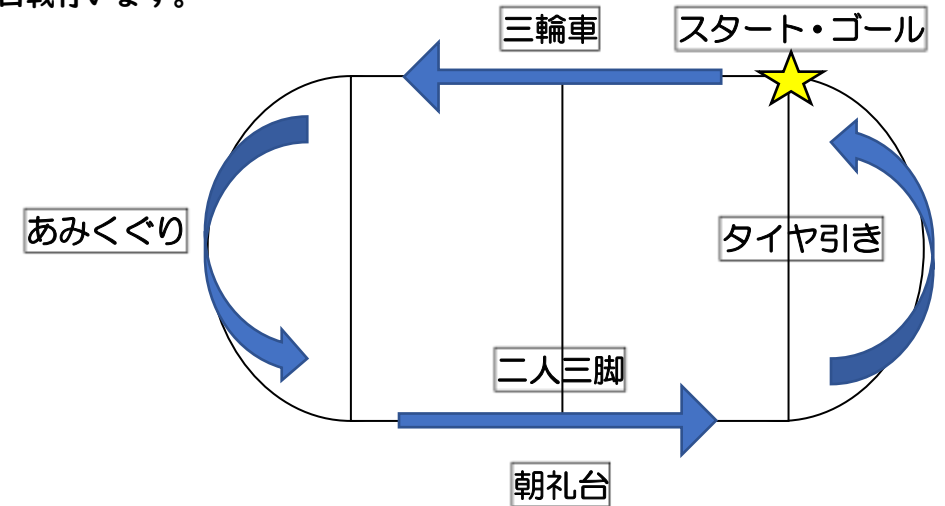 三輪車
スタート・ゴール
あみくぐり
タイヤ引き
二人三脚
朝礼台